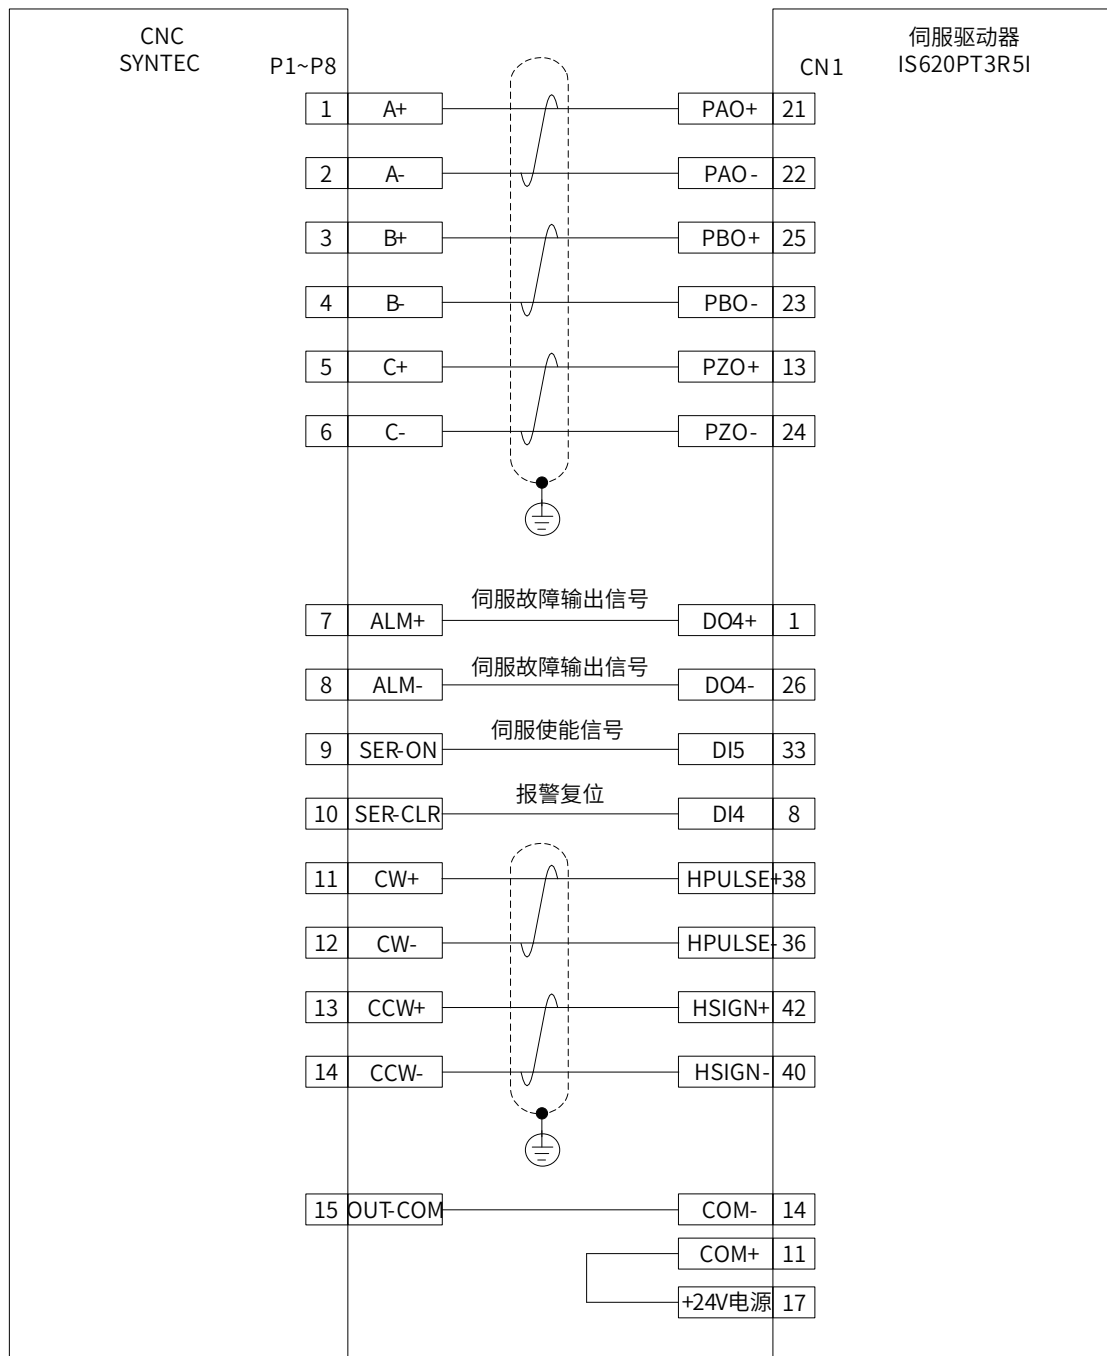 CNC
SYNTEC
P1~P8
伺服驱动器
IS620PT3R5I
CN1
1 A+ PAO+ 21
2 A- PAO- 22
3 B+ PBO+ 25
4 B- PBO- 23
5 C+ PZO+ 13
6 C- PZO- 24
伺服故障输出信号
7 ALM+ DO4+ 1
伺服故障输出信号
8 ALM- DO4- 26
伺服使能信号
9 SER-ON DI5 33
报警复位
10 SER-CLR DI4 8
11 CW+ HPULSE+ 38
12 CW- HPULSE- 36
13 CCW+ HSIGN+ 42
14 CCW- HSIGN- 40
15 OUT-COM COM- 14
COM+ 11
+24V电源 17